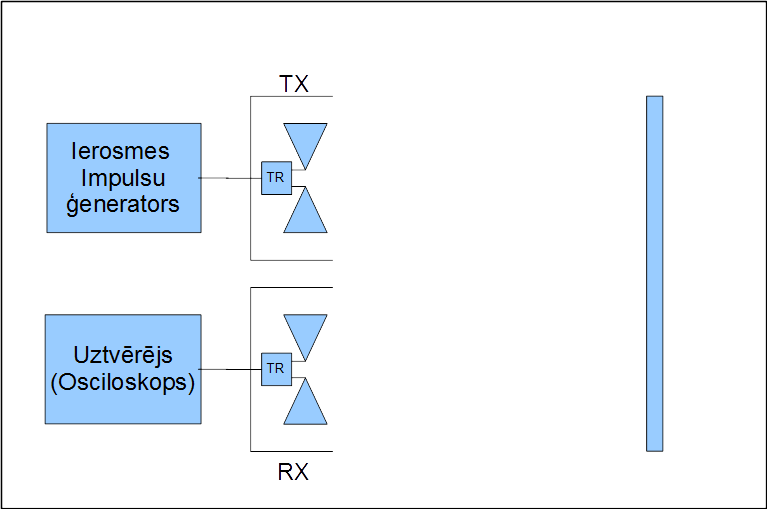 TX
Ierosmes
Impulsu
ģenerators
TR
Uztvērējs
(Osciloskops)
TR
RX